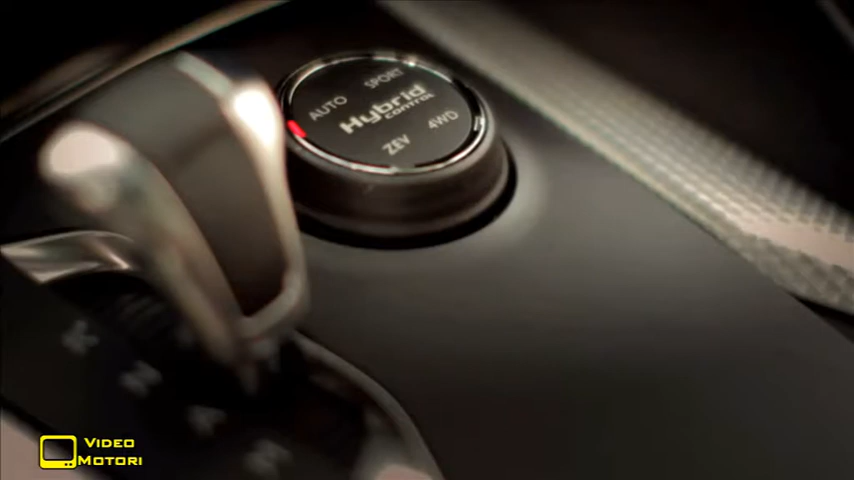 SPORT
AUTO
Hybrid
control
4WD
ZEV
VIDEO
MOTORI